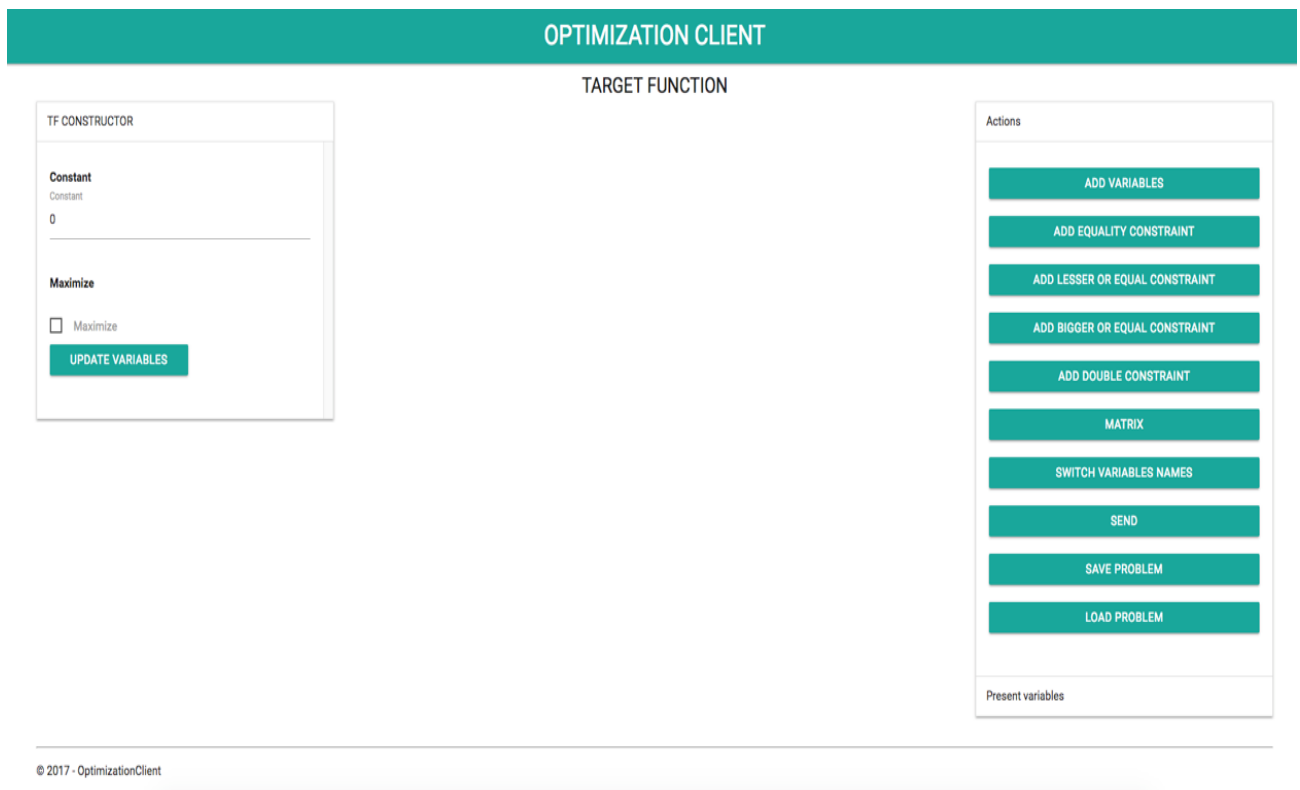 OPTIMIZATION CLIENT
TARGET FUNCTION
TF CONSTRUCTOR
Constant
Constant
0
Maximize
Maximize
UPDATE VARIABLES
Actions
ADD VARIABLES
ADD EQUALITY CONSTRAINT
ADD LESSER OR EQUAL CONSTRAINT
ADD BIGGER OR EQUAL CONSTRAINT
ADD DOUBLE CONSTRAINT
MATRIX
SWITCH VARIABLES NAMES
SEND
SAVE PROBLEM
LOAD PROBLEM
Present variables
© 2017 - OptimizationClient